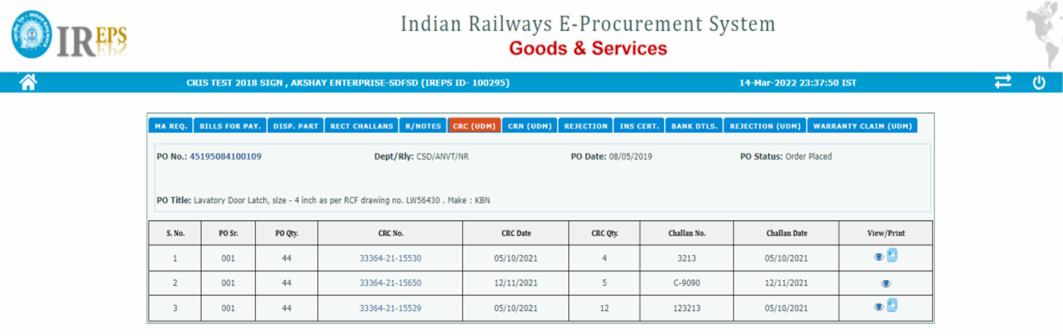 IREPS
Indian Railways E-Procurement System
Goods & Services
CRIS TEST 2018 SIGN , AKSHAY ENTERPRISE-SDFSD (IREPS ID- 100295) 14-Mar-2022 23:37:50 IST
MA REQ. BILLS FOR PAY. DISP. PART RECT CHALLANS R/NOTES CRC (UDM) CRN (UDM) REJECTION INS CERT. BANK DTLS. REJECTION (UDM) WARRANTY CLAIM (UDM)
PO No.: 45195084100109 Dept/Rly: CSD/ANVT/NR PO Date: 08/05/2019 PO Status: Order Placed
PO Title: Lavatory Door Latch, size - 4 inch as per RCF drawing no. LW56430 . Make : KBN
S. No. PO Sr. PO Qty. CRC No. CRC Date CRC Qty. Challan No. Challan Date View/Print
1 001 44 33364-21-15530 05/10/2021 4 3213 05/10/2021
2 001 44 33364-21-15650 12/11/2021 5 C-9090 12/11/2021
3 001 44 33364-21-15529 05/10/2021 12 123213 05/10/2021